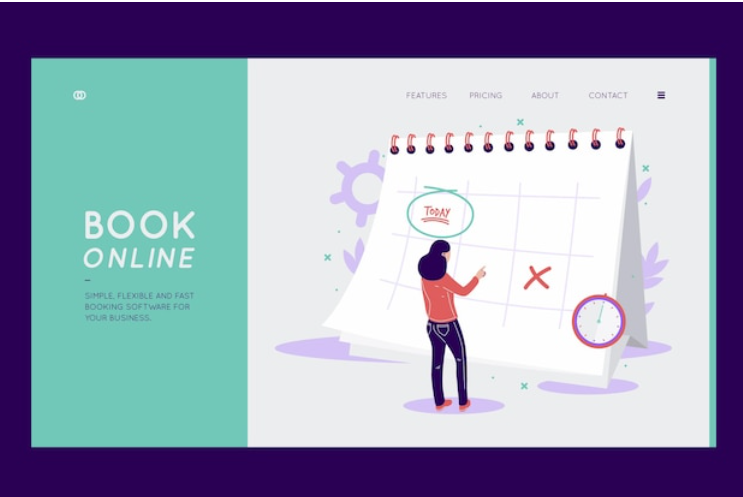 FEATURES PRICING ABOUT CONTACT
BOOK
ONLINE
SIMPLE, FLEXIBLE AND FAST
BOOKING SOFTWARE FOR
YOUR BUSINESS.
TODAY